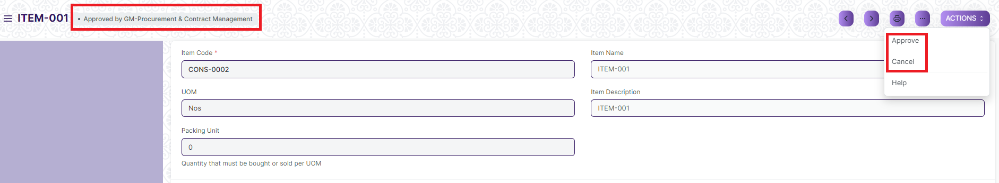 ITEM-001 • Approved by GM-Procurement & Contract Management
ACTIONS
Approve
Cancel
Help
Item Code *
CONS-0002
Item Name
ITEM-001
UOM
Nos
Item Description
ITEM-001
Packing Unit
0
Quantity that must be bought or sold per UOM